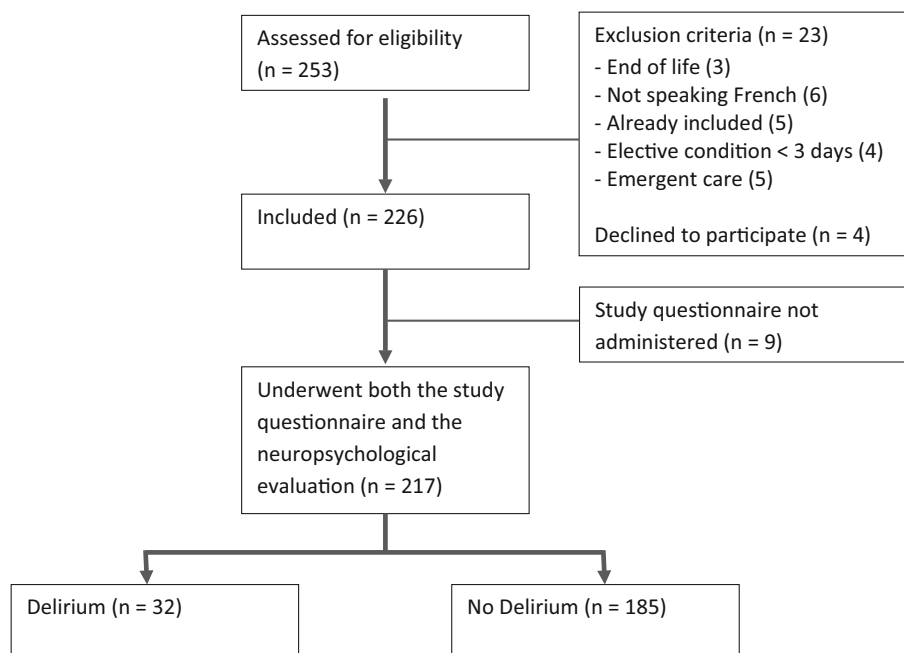 Assessed for eligibility
(n = 253)
Exclusion criteria (n = 23)
- End of life (3)
- Not speaking French (6)
- Already included (5)
- Elective condition < 3 days (4)
- Emergent care (5)
Declined to participate (n = 4)
Included (n = 226)
Study questionnaire not
administered (n = 9)
Underwent both the study
questionnaire and the
neuropsychological
evaluation (n = 217)
Delirium (n = 32)
No Delirium (n = 185)